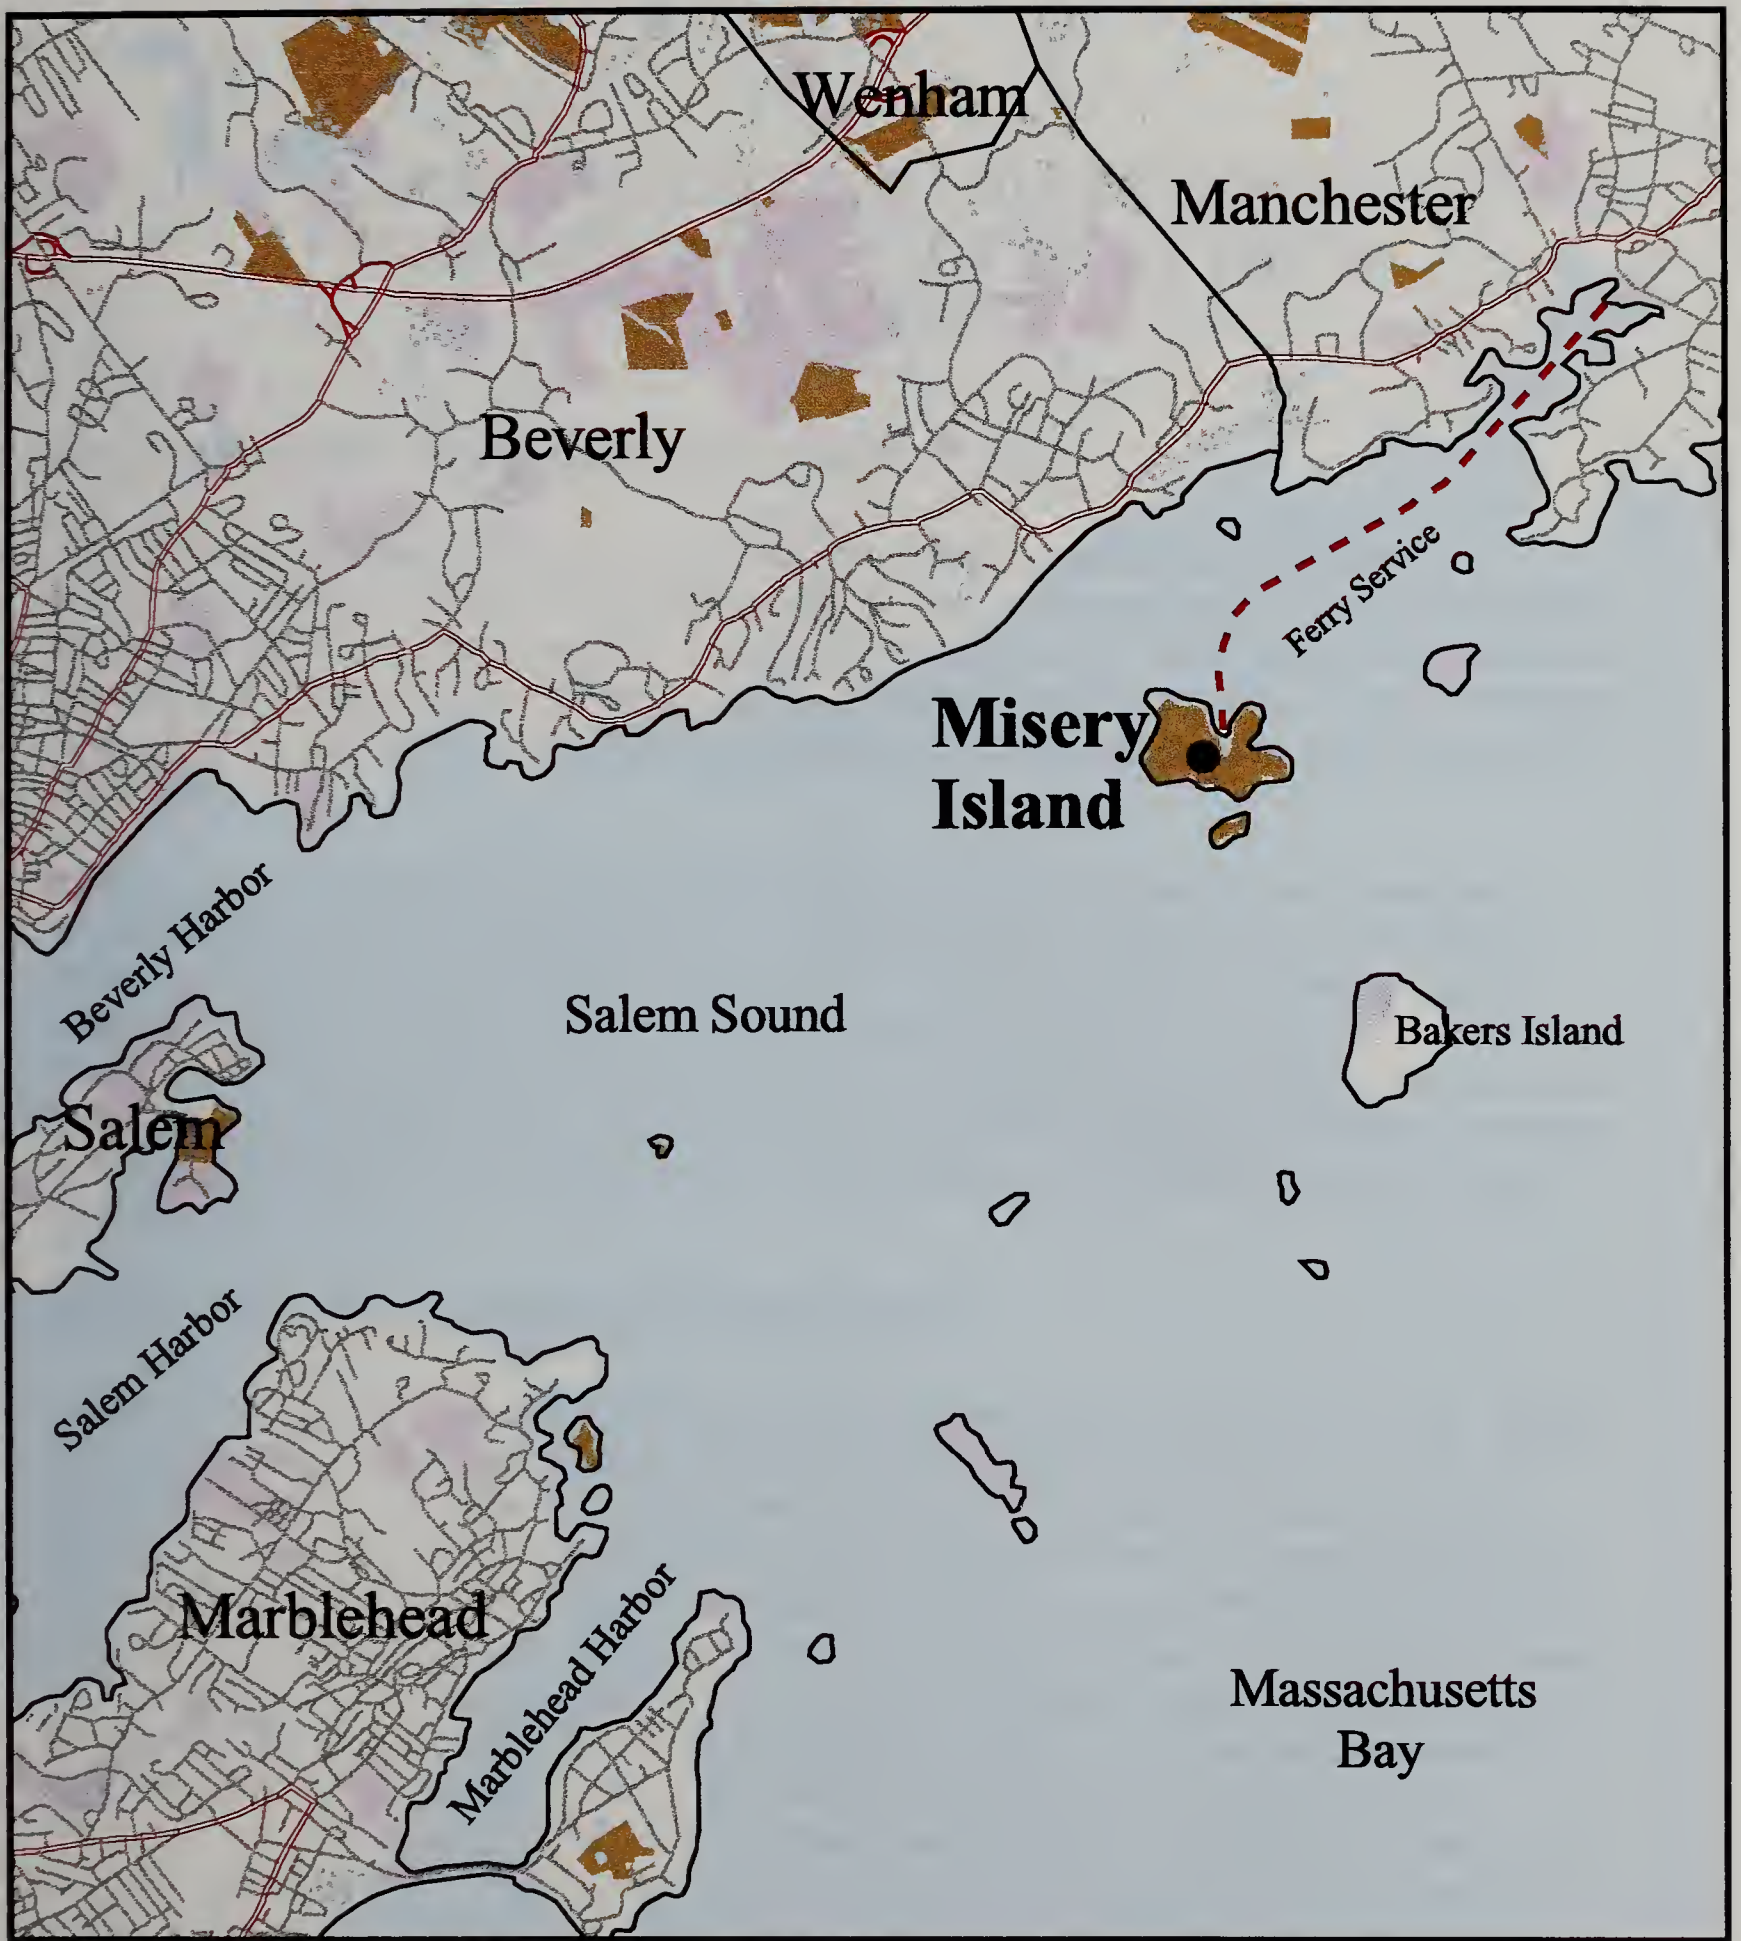 Wenham
Manchester
Beverly
Ferry Service
Misery
Island
Beverly Harbor
Salem Sound
Bakers Island
Salem
Salem Harbor
Marblehead
Marblehead Harbor
Massachusetts
Bay